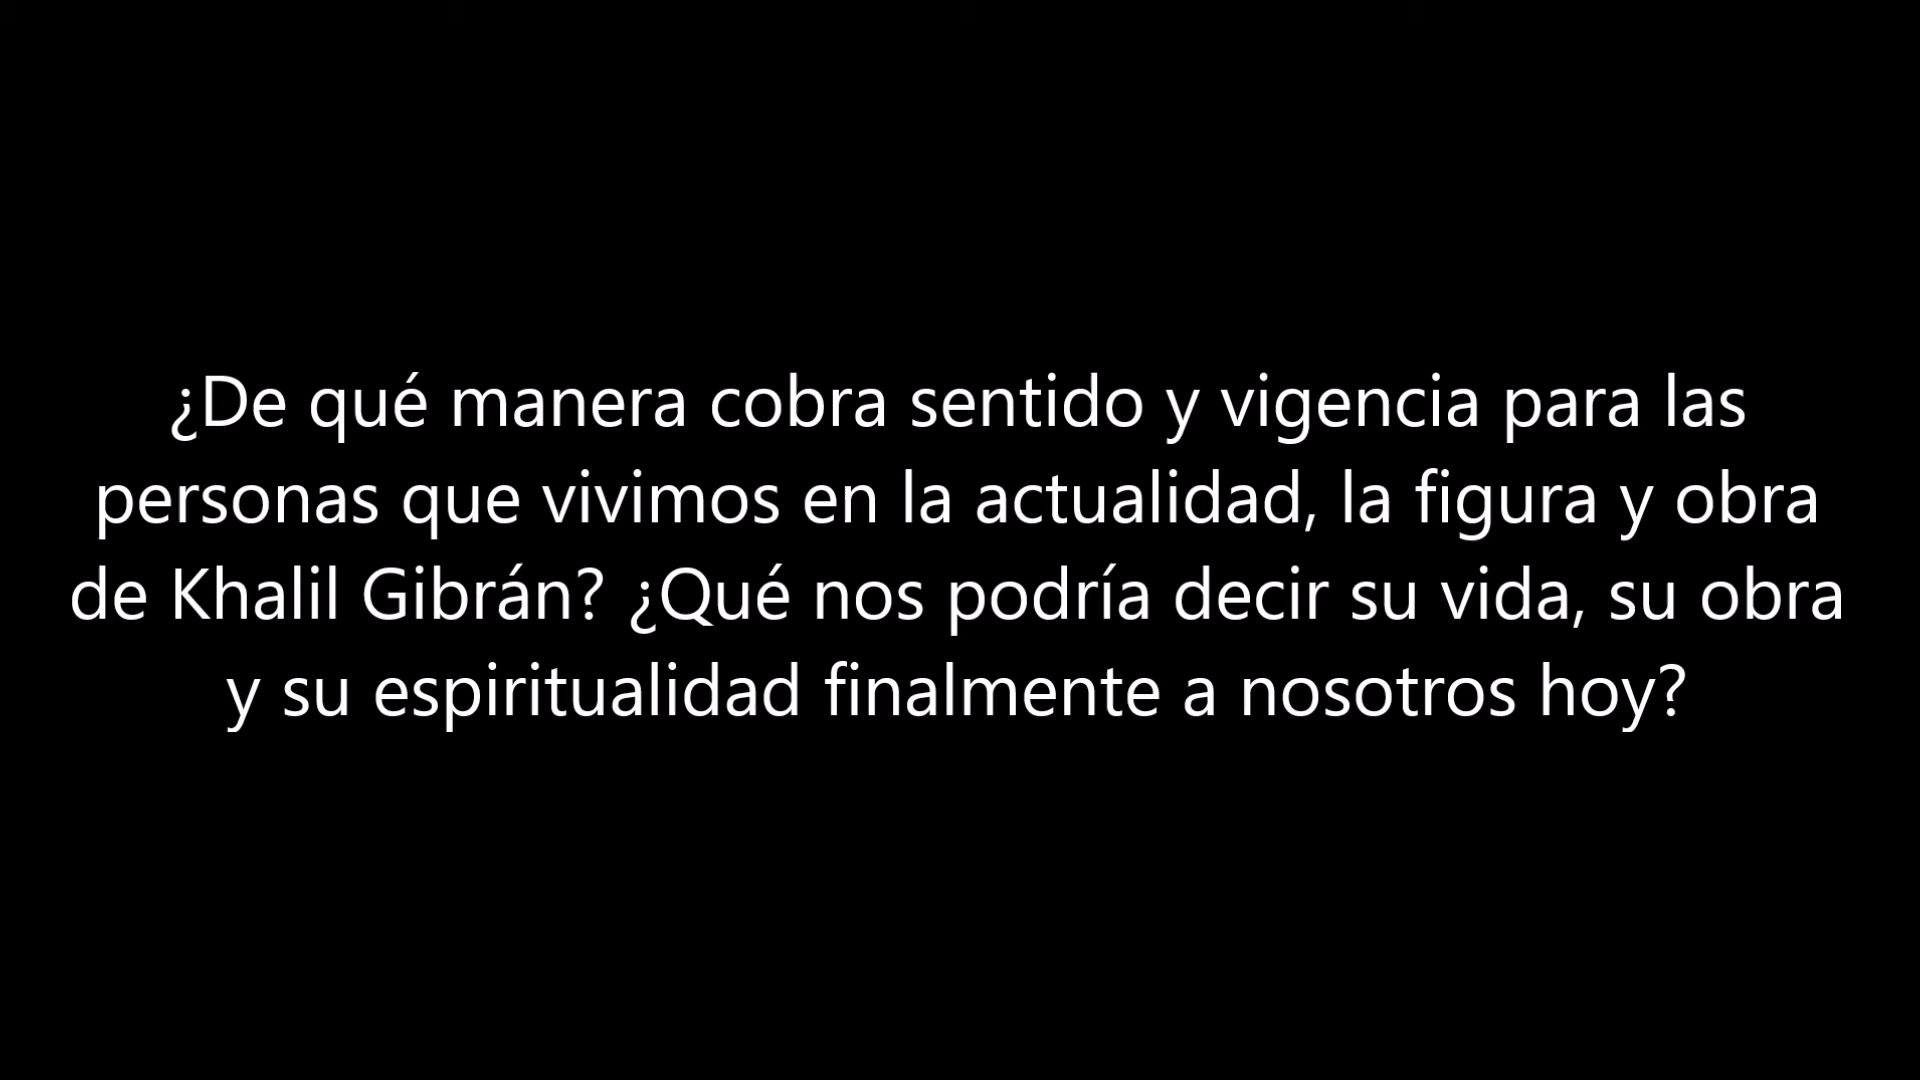 ¿De qué manera cobra sentido y vigencia para las
personas que vivimos en la actualidad, la figura y obra
de Khalil Gibrán? ¿Qué nos podría decir su vida, su obra
y su espiritualidad finalmente a nosotros hoy?